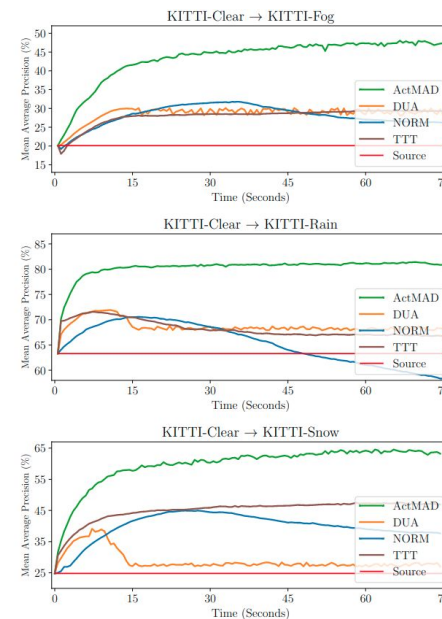 KITTI-Clear → KITTI-Fog
Mean Average Precision (%)
50
45
40
35
30
25
20
15
ActMAD
DUA
NORM
TTT
Source
0 15 30 45 60 7
Time (Seconds)
KITTI-Clear → KITTI-Rain
Mean Average Precision (%)
85
80
75
70
65
60
ActMAD
DUA
NORM
TTT
Source
0 15 30 45 60 7
Time (Seconds)
KITTI-Clear → KITTI-Snow
Mean Average Precision (%)
65
55
45
35
25
ActMAD
DUA
NORM
TTT
Source
0 15 30 45 60 7
Time (Seconds)